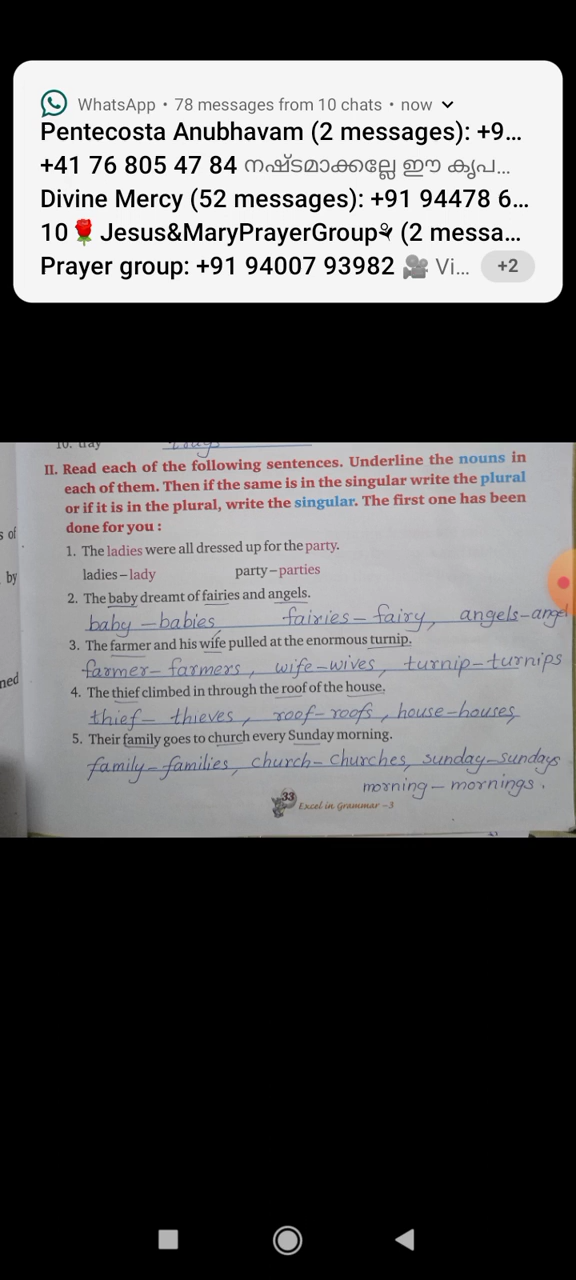 WhatsApp • 78 messages from 10 chats • now
Pentecosta Anubhavam (2 messages): +9...
+41 76 805 47 84 നഷ്ടമാക്കല്ലേ ഈ കൃപ...
Divine Mercy (52 messages): +91 94478 6...
10🌹Jesus&MaryPrayerGroup (2 messa...
Prayer group: +91 94007 93982 🎥 Vi... +2
10. tray
II. Read each of the following sentences. Underline the nouns in
s of each of them. Then if the same is in the singular write the plural
or if it is in the plural, write the singular. The first one has been
done for you :
1. The ladies were all dressed up for the party.
by ladies – lady party – parties
2. The baby dreamt of fairies and angels.
baby – babies fairies – fairy, angels – angel
3. The farmer and his wife pulled at the enormous turnip.
ned farmer – farmers, wife – wives, turnip – turnips
4. The thief climbed in through the roof of the house.
thief – thieves, roof – roofs, house – houses,
5. Their family goes to church every Sunday morning.
family – families, church – churches, sunday – sundays
morning – mornings.
33 Excel in Grammar – 3